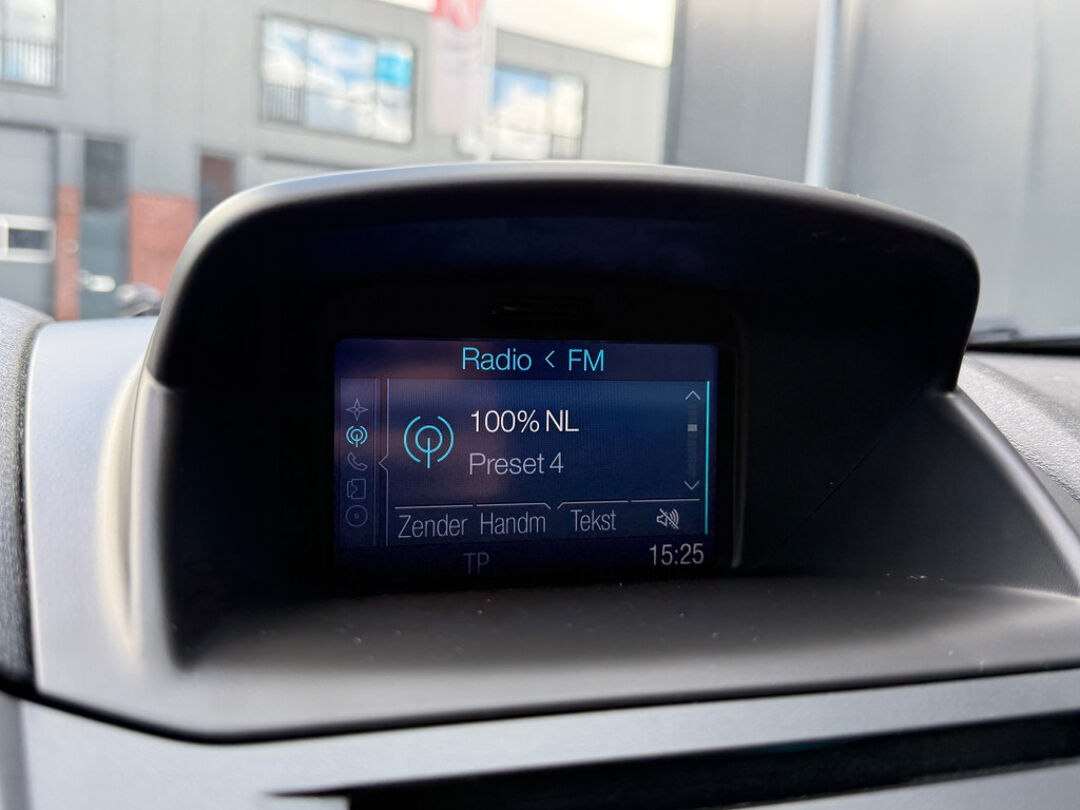 Radio < FM
100% NL
Preset 4
Zender Handm Tekst
TP 15:25